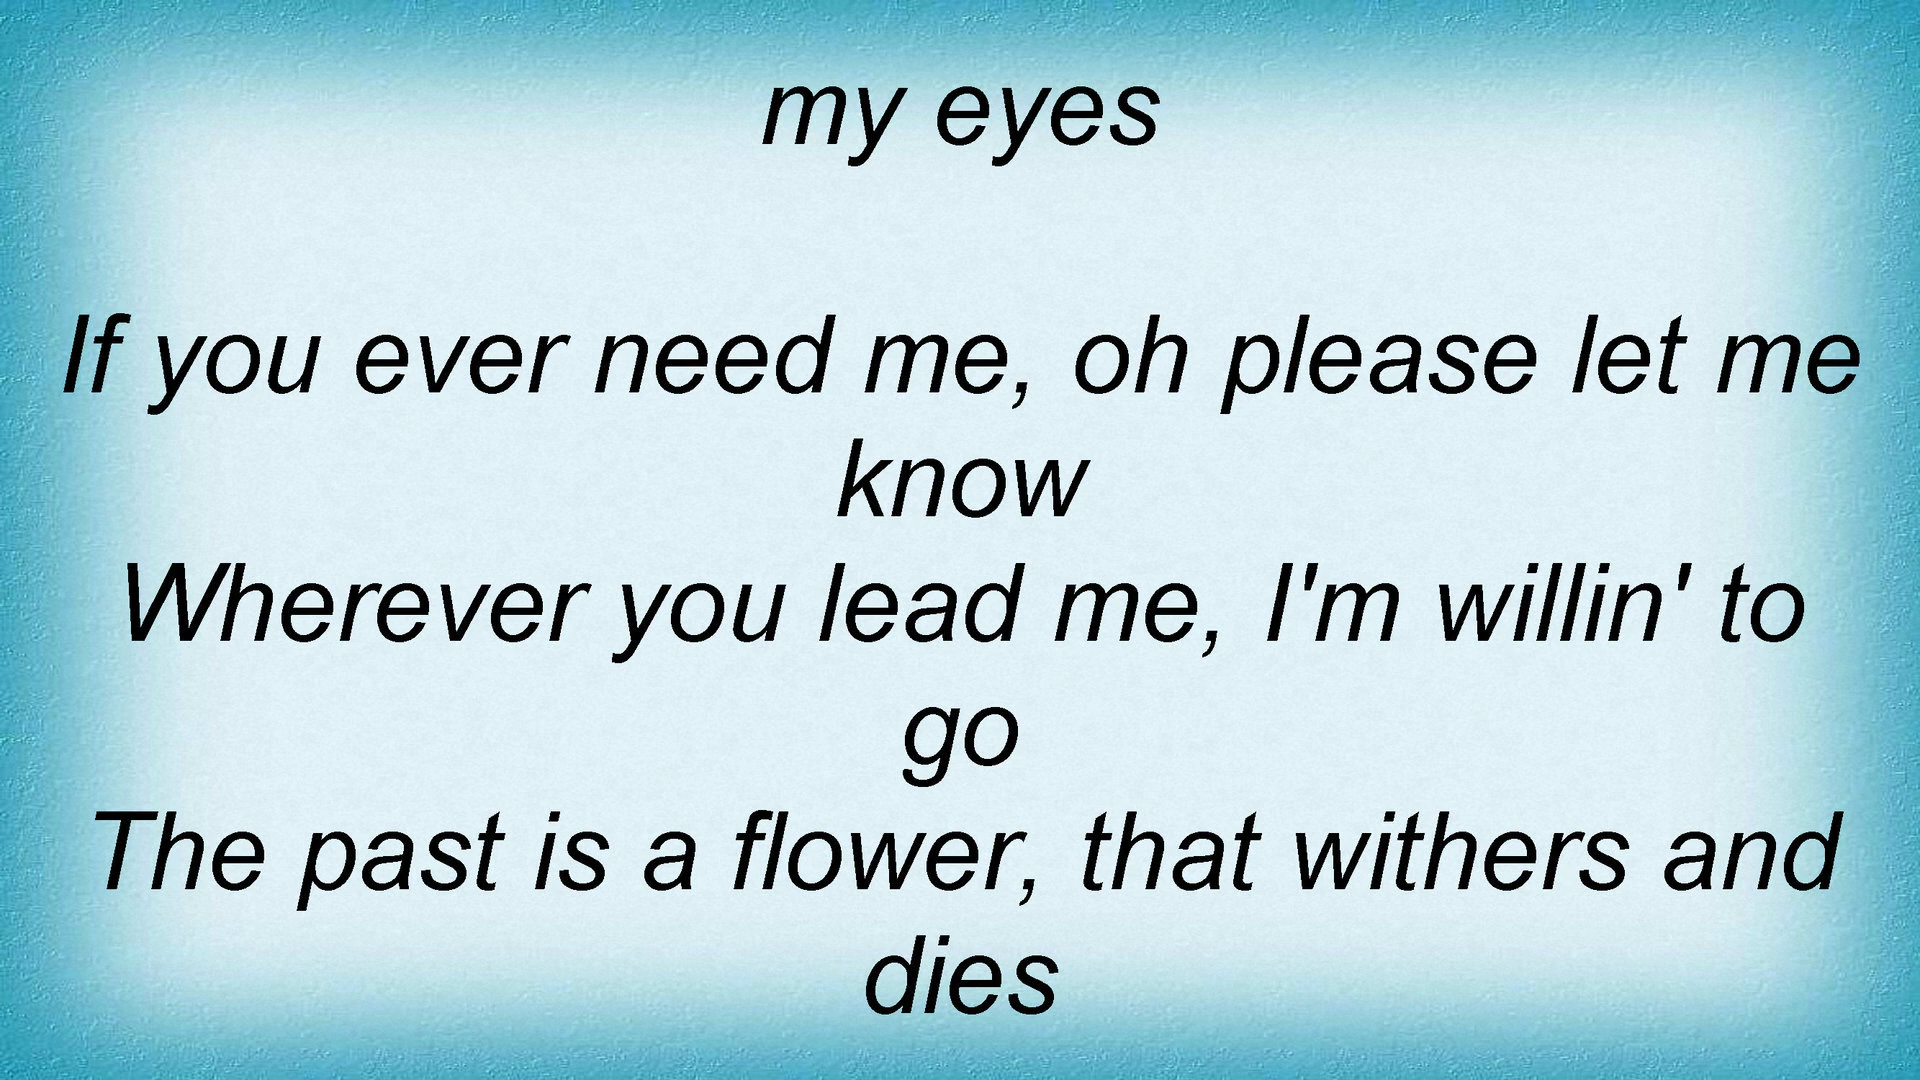 my eyes
If you ever need me, oh please let me
know
Wherever you lead me, I'm willin' to
go
The past is a flower, that withers and
dies